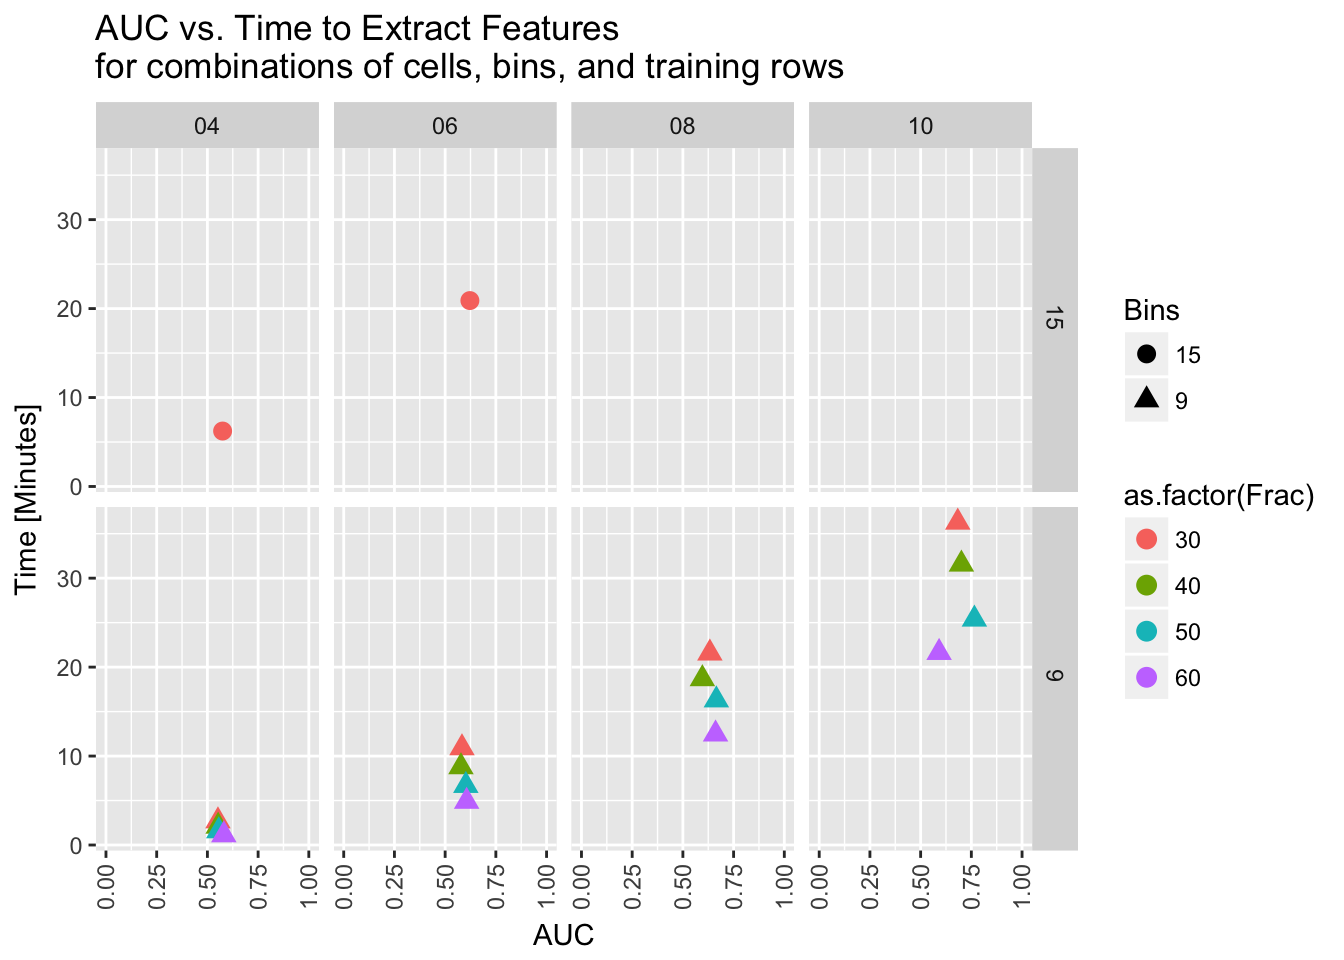 AUC vs. Time to Extract Features
for combinations of cells, bins, and training rows
04 06 08 10
30
20
10
0
15
30
20
10
0
9
0.00 0.25 0.50 0.75 1.00 0.00 0.25 0.50 0.75 1.00 0.00 0.25 0.50 0.75 1.00 0.00 0.25 0.50 0.75 1.00
AUC
Time [Minutes]
Bins
15
9
as.factor(Frac)
30
40
50
60